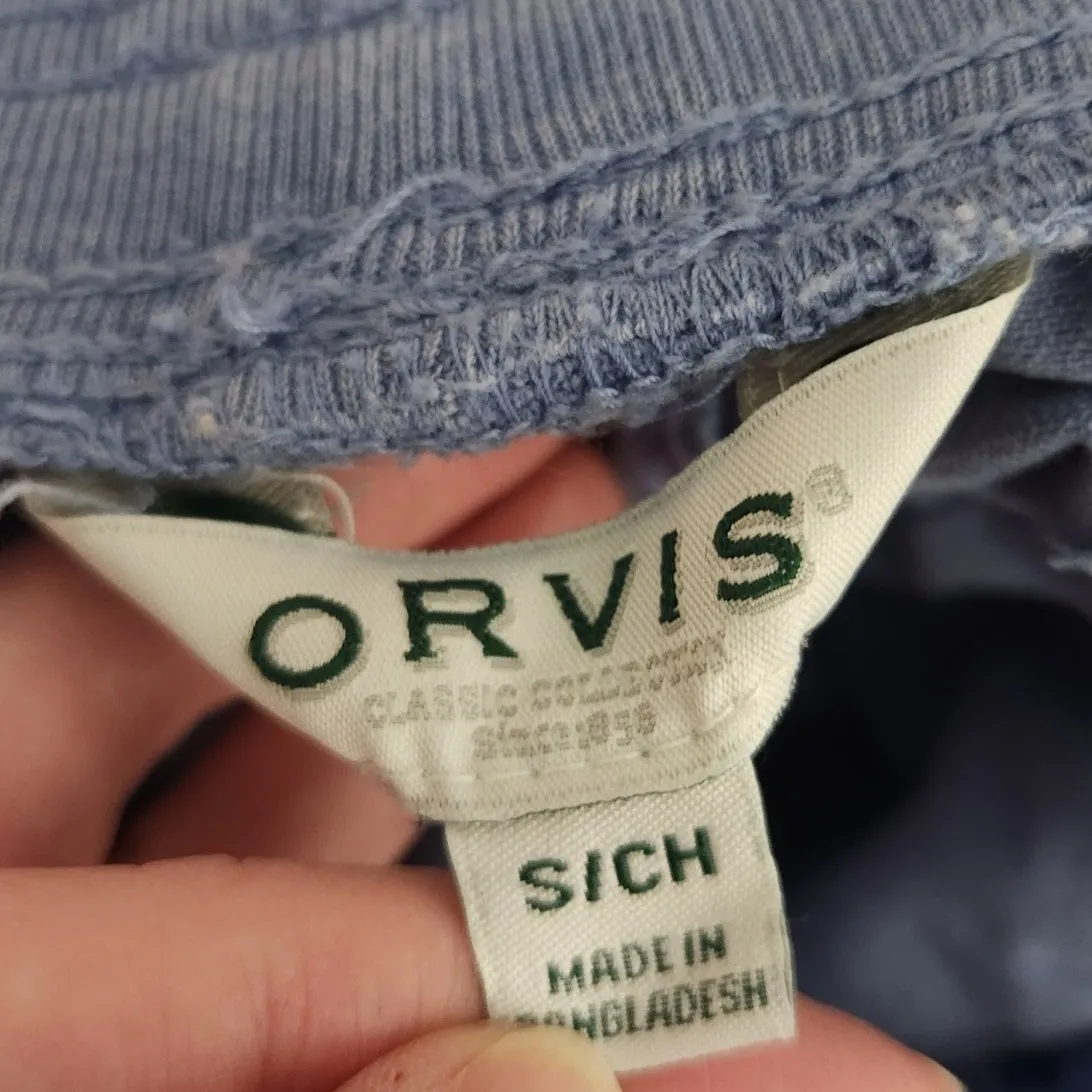 ORVIS®
CLASSIC COLLECTION
SINCE 1856
S/CH
MADE IN
BANGLADESH